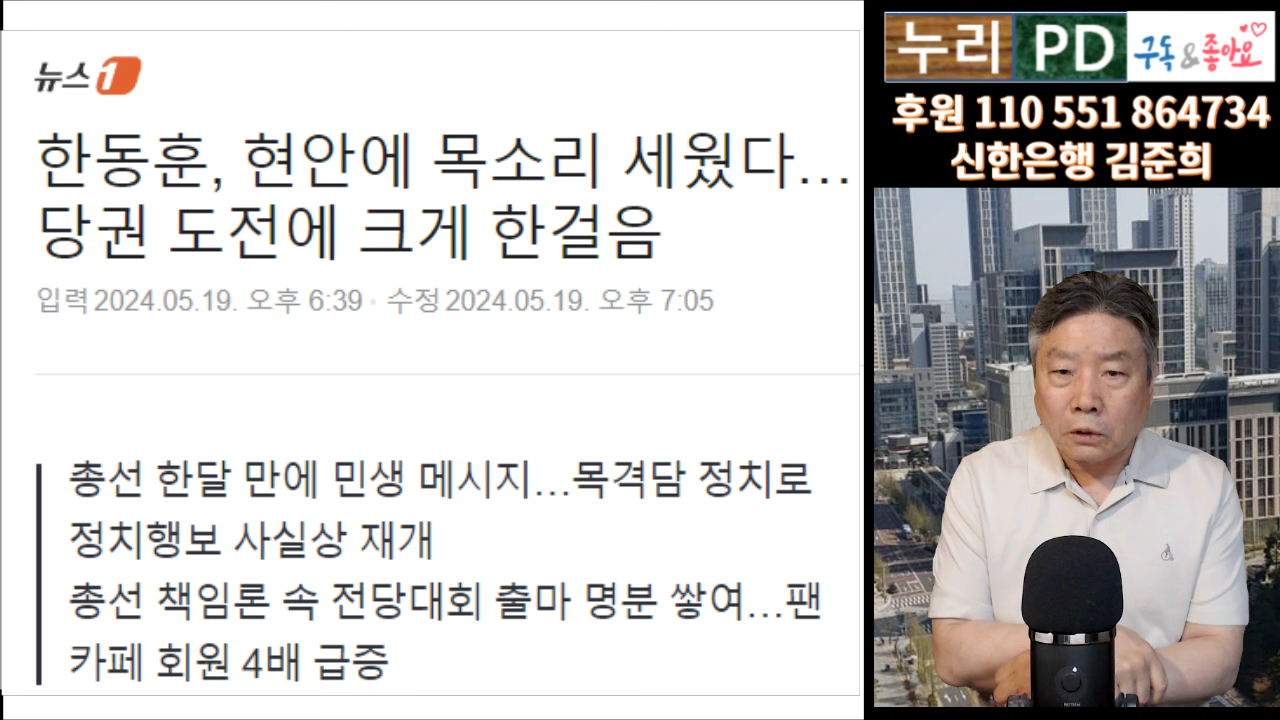 뉴스1
한동훈, 현안에 목소리 세웠다…
당권 도전에 크게 한걸음
입력 2024.05.19. 오후 6:39 · 수정 2024.05.19. 오후 7:05
총선 한달 만에 민생 메시지…목격담 정치로
정치행보 사실상 재개
총선 책임론 속 전당대회 출마 명분 쌓여…팬
카페 회원 4배 급증
누리 PD 구독&좋아요
후원 110 551 864734
신한은행 김준희